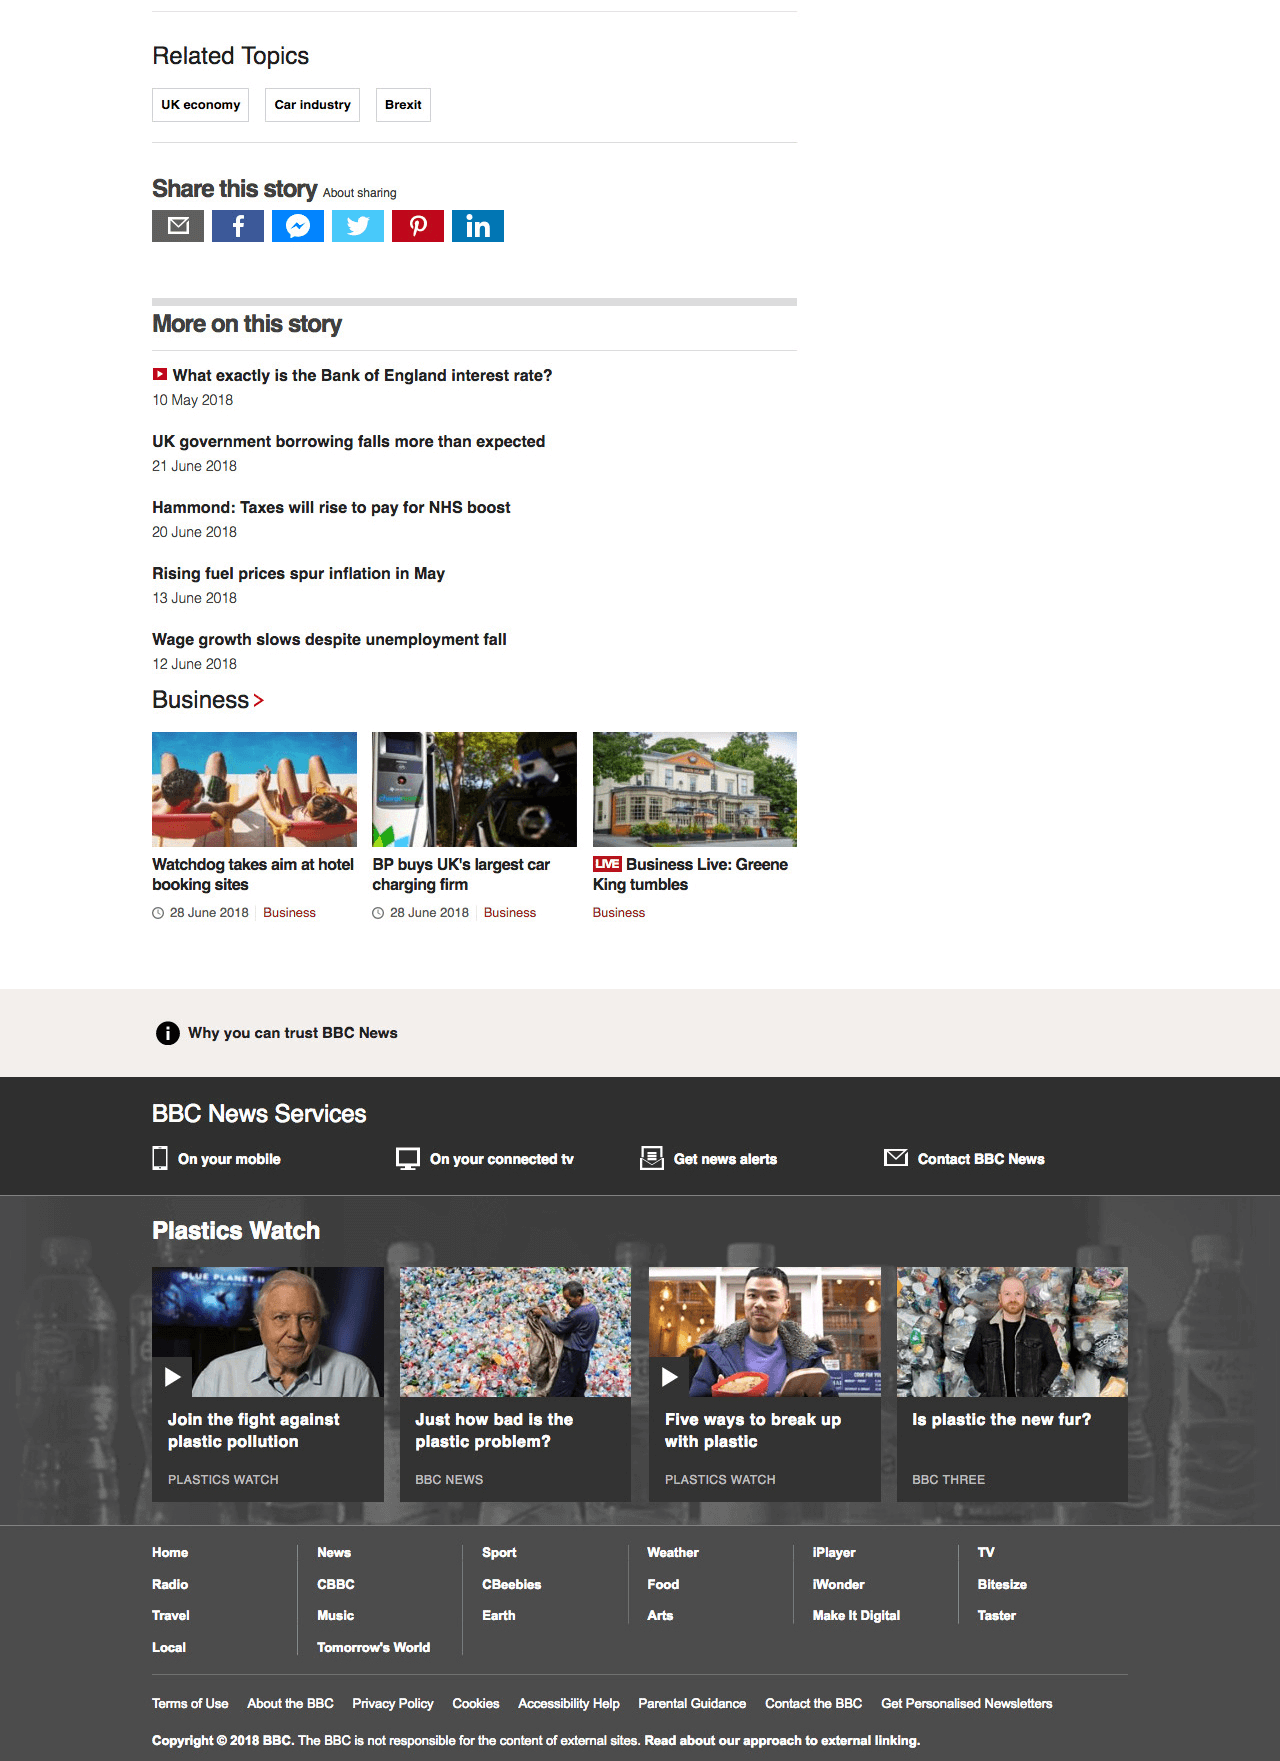 Related Topics
UK economy
Car industry
Brexit
Share this story About sharing
More on this story
What exactly is the Bank of England interest rate?
10 May 2018
UK government borrowing falls more than expected
21 June 2018
Hammond: Taxes will rise to pay for NHS boost
20 June 2018
Rising fuel prices spur inflation in May
13 June 2018
Wage growth slows despite unemployment fall
12 June 2018
Business
Watchdog takes aim at hotel
booking sites
28 June 2018 Business
BP buys UK's largest car
charging firm
28 June 2018 Business
LIVE Business Live: Greene
King tumbles
Business
Why you can trust BBC News
BBC News Services
On your mobile
On your connected tv
Get news alerts
Contact BBC News
Plastics Watch
BLUE PLANET II
Join the fight against
plastic pollution
PLASTICS WATCH
Just how bad is the
plastic problem?
BBC NEWS
Five ways to break up
with plastic
PLASTICS WATCH
Is plastic the new fur?
BBC THREE
Home
News
Sport
Weather
iPlayer
TV
Radio
CBBC
CBeebies
Food
iWonder
Bitesize
Travel
Music
Earth
Arts
Make It Digital
Taster
Local
Tomorrow's World
Terms of Use
About the BBC
Privacy Policy
Cookies
Accessibility Help
Parental Guidance
Contact the BBC
Get Personalised Newsletters
Copyright © 2018 BBC. The BBC is not responsible for the content of external sites. Read about our approach to external linking.